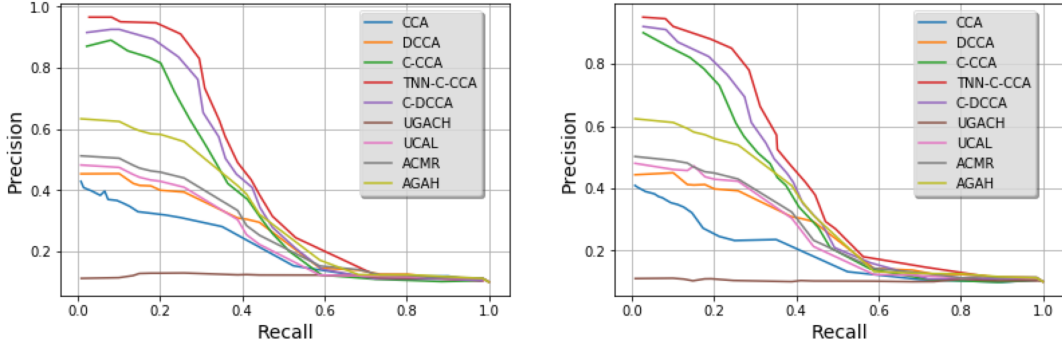 1.0
0.8
0.6
0.4
0.2
Precision
0.0 0.2 0.4 0.6 0.8 1.0
Recall
CCA
DCCA
C-CCA
TNN-C-CCA
C-DCCA
UGACH
UCAL
ACMR
AGAH
0.8
0.6
0.4
0.2
Precision
0.0 0.2 0.4 0.6 0.8 1.0
Recall
CCA
DCCA
C-CCA
TNN-C-CCA
C-DCCA
UGACH
UCAL
ACMR
AGAH